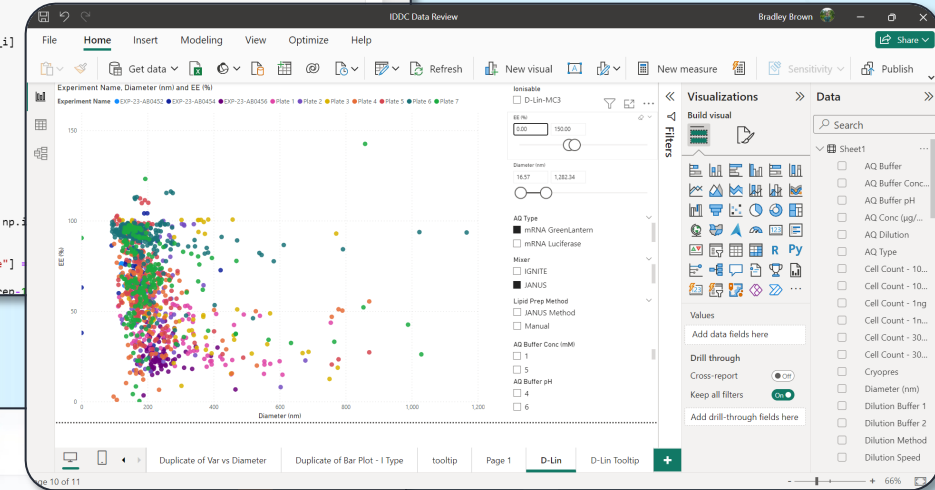 _i]
np.i
e"] =
rep-1
IDDC Data Review
Bradley Brown
File Home Insert Modeling View Optimize Help
Share
Get data
Refresh
New visual
New measure
Sensitivity
Publish
Experiment Name, Diameter (nm) and EE (%)
Experiment Name EXP-23-AB0452 EXP-23-AB0454 EXP-23-AB0456 Plate 1 Plate 2 Plate 3 Plate 4 Plate 5 Plate 6 Plate 7
150
100
50
0
EE (%)
0 200 400 600 800 1,000 1,200
Diameter (nm)
Ionisable
D-Lin-MC3
EE (%)
0.00 150.00
Diameter (nm)
16.57 1,282.34
AQ Type
mRNA GreenLantern
mRNA Luciferase
Mixer
IGNITE
JANUS
Lipid Prep Method
JANUS Method
Manual
AQ Buffer Conc (mM)
1
5
AQ Buffer pH
4
6
Filters
Visualizations
Build visual
123
R Py
Values
Add data fields here
Drill through
Cross-report Off
Keep all filters On
Add drill-through fields here
Data
Search
Sheet1
AQ Buffer
AQ Buffer Conc...
AQ Buffer pH
AQ Conc (µg/...
AQ Dilution
AQ Type
Cell Count - 10...
Cell Count - 10...
Cell Count - 1ng
Cell Count - 1n...
Cell Count - 30...
Cell Count - 30...
Cryopres
Diameter (nm)
Dilution Buffer 1
Dilution Buffer 2
Dilution Method
Dilution Speed
Duplicate of Var vs Diameter
Duplicate of Bar Plot - I Type
tooltip
Page 1
D-Lin
D-Lin Tooltip
+
ge 10 of 11
- + 66%